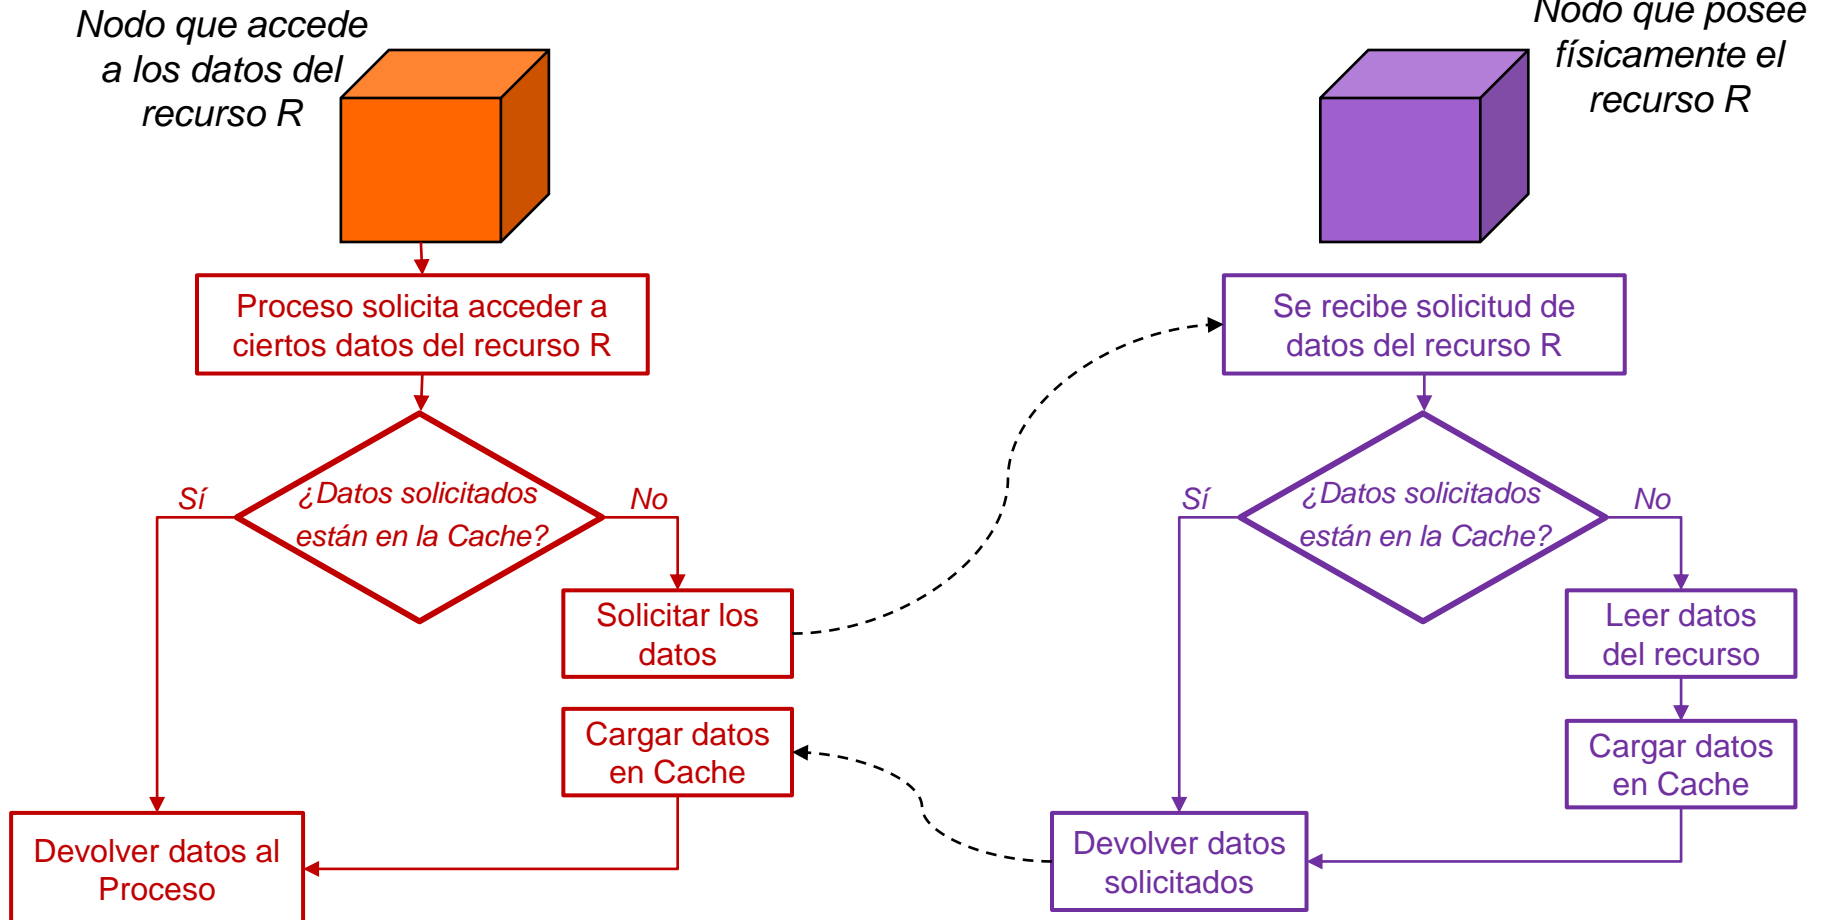 Nodo que accede
a los datos del
recurso R
Nodo que posee
físicamente el
recurso R
Proceso solicita acceder a
ciertos datos del recurso R
Se recibe solicitud de
datos del recurso R
Sí
¿Datos solicitados
están en la Cache?
No
Sí
¿Datos solicitados
están en la Cache?
No
Solicitar los
datos
Leer datos
del recurso
Cargar datos
en Cache
Cargar datos
en Cache
Devolver datos al
Proceso
Devolver datos
solicitados